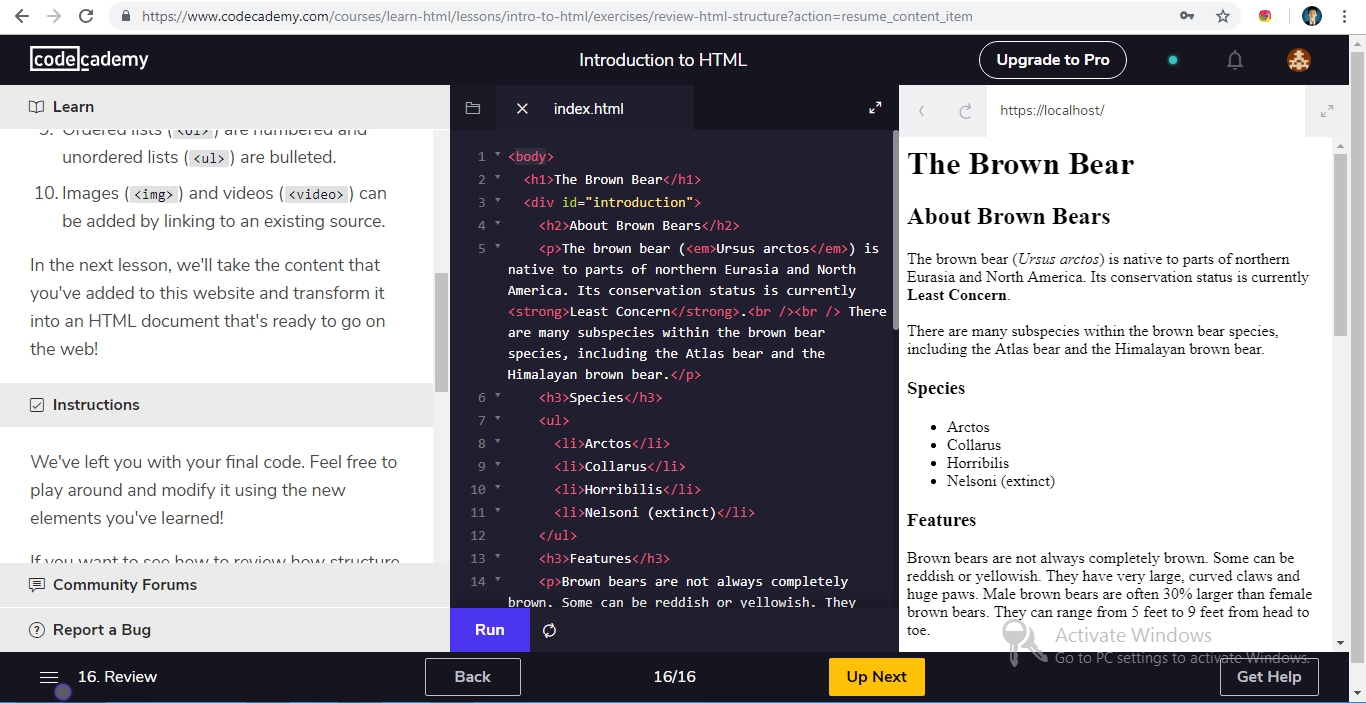 https://www.codecademy.com/courses/learn-html/lessons/intro-to-html/exercises/review-html-structure?action=resume_content_item
codecademy
Introduction to HTML
Upgrade to Pro
Learn
9. Ordered lists (<ol>) are numbered and
unordered lists (<ul>) are bulleted.
10. Images (<img>) and videos (<video>) can
be added by linking to an existing source.
In the next lesson, we'll take the content that
you've added to this website and transform it
into an HTML document that's ready to go on
the web!
Instructions
We've left you with your final code. Feel free to
play around and modify it using the new
elements you've learned!
If you want to see how to review how structure
Community Forums
Report a Bug
index.html
1 <body>
2 <h1>The Brown Bear</h1>
3 <div id="introduction">
4 <h2>About Brown Bears</h2>
5 <p>The brown bear (<em>Ursus arctos</em>) is
native to parts of northern Eurasia and North
America. Its conservation status is currently
<strong>Least Concern</strong>.<br /><br /> There
are many subspecies within the brown bear
species, including the Atlas bear and the
Himalayan brown bear.</p>
6 <h3>Species</h3>
7 <ul>
8 <li>Arctos</li>
9 <li>Collarus</li>
10 <li>Horribilis</li>
11 <li>Nelsoni (extinct)</li>
12 </ul>
13 <h3>Features</h3>
14 <p>Brown bears are not always completely
brown. Some can be reddish or yellowish. They
Run
https://localhost/
The Brown Bear
About Brown Bears
The brown bear (Ursus arctos) is native to parts of northern
Eurasia and North America. Its conservation status is currently
Least Concern.
There are many subspecies within the brown bear species,
including the Atlas bear and the Himalayan brown bear.
Species
Arctos
Collarus
Horribilis
Nelsoni (extinct)
Features
Brown bears are not always completely brown. Some can be
reddish or yellowish. They have very large, curved claws and
huge paws. Male brown bears are often 30% larger than female
brown bears. They can range from 5 feet to 9 feet from head to
toe.
Activate Windows
Go to PC settings to activate Windows.
16. Review
Back
16/16
Up Next
Get Help